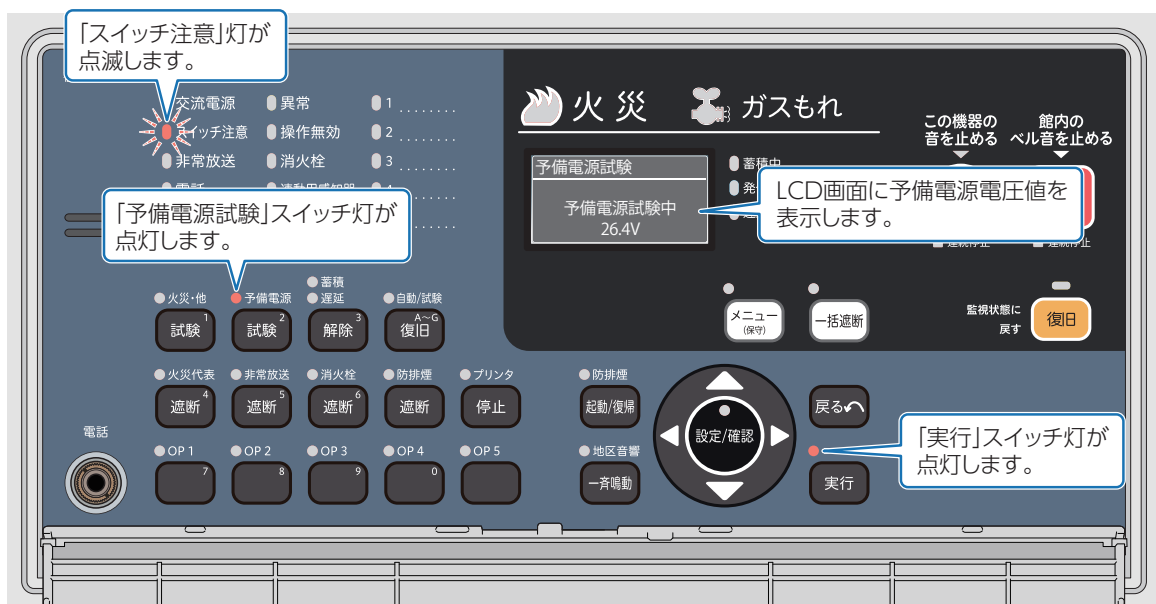 「スイッチ注意」灯が
点滅します。
交流電源
異常
1 ........
スイッチ注意
操作無効
2 ........
非常放送
消火栓
3 ........
火災
ガスもれ
この機器の
音を止める
館内の
ベル音を止める
予備電源試験
予備電源試験中
26.4V
蓄積中
LCD画面に予備電源電圧値を
表示します。
「予備電源試験」スイッチ灯が
点灯します。
火災・他
試験 1
予備電源
試験 2
蓄積
遅延
解除 3
自動/試験
復旧 A~G
メニュー
(保守)
一括遮断
監視状態に
戻す
復旧
火災代表
遮断 4
非常放送
遮断 5
消火栓
遮断 6
防排煙
遮断
プリンタ
停止
防排煙
起動/復帰
設定/確認
戻る
電話
OP 1
7
OP 2
8
OP 3
9
OP 4
0
OP 5
地区音響
一斉鳴動
実行
「実行」スイッチ灯が
点灯します。